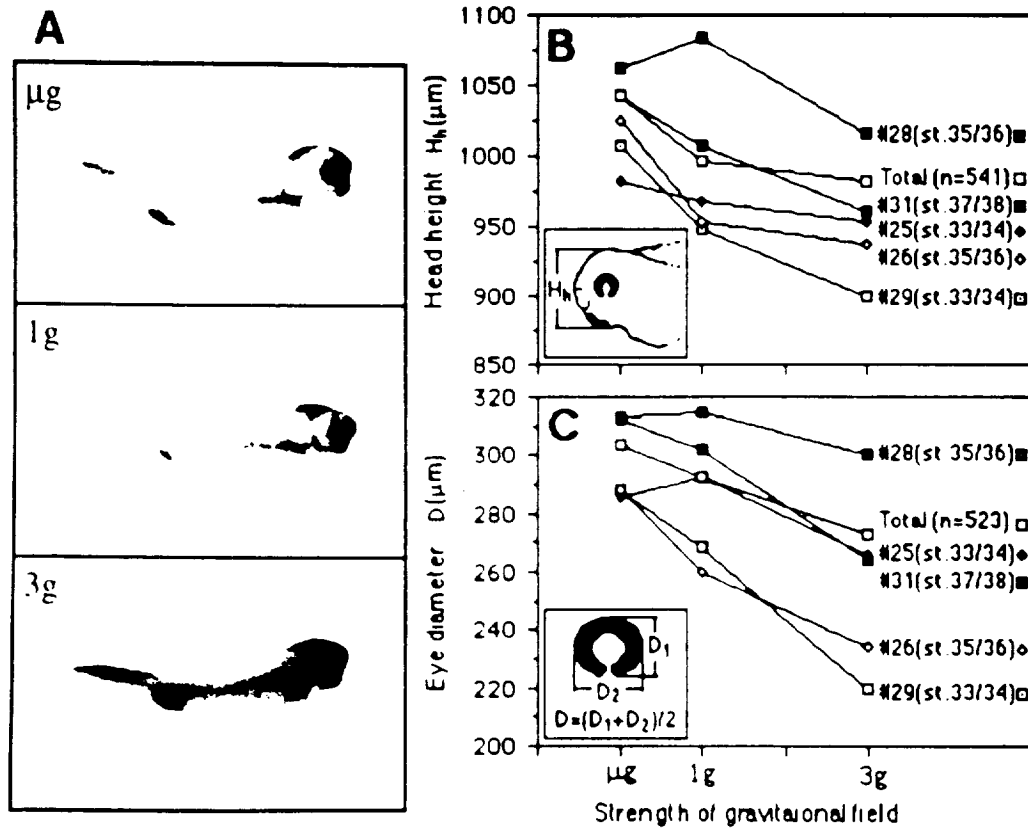 A
μg
1g
3g
B
Head height Hh(μm)
1100
1050
1000
950
900
850
Hh
#28(st.35/36)
Total(n=541)
#31(st.37/38)
#25(st.33/34)
#26(st.35/36)
#29(st.33/34)
C
Eye diameter D(μm)
320
300
280
260
240
220
200
D1
D2
D=(D1+D2)/2
#28(st.35/36)
Total(n=523)
#25(st.33/34)
#31(st.37/38)
#26(st.35/36)
#29(st.33/34)
μg 1g 3g
Strength of gravitaional field